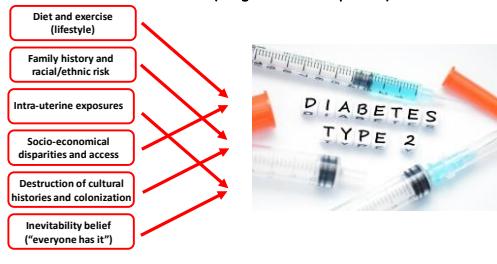 Diet and exercise
(lifestyle)
Family history and
racial/ethnic risk
Intra-uterine exposures
Socio-economical
disparities and access
Destruction of cultural
histories and colonization
Inevitability belief
("everyone has it")
DIABETES
TYPE 2